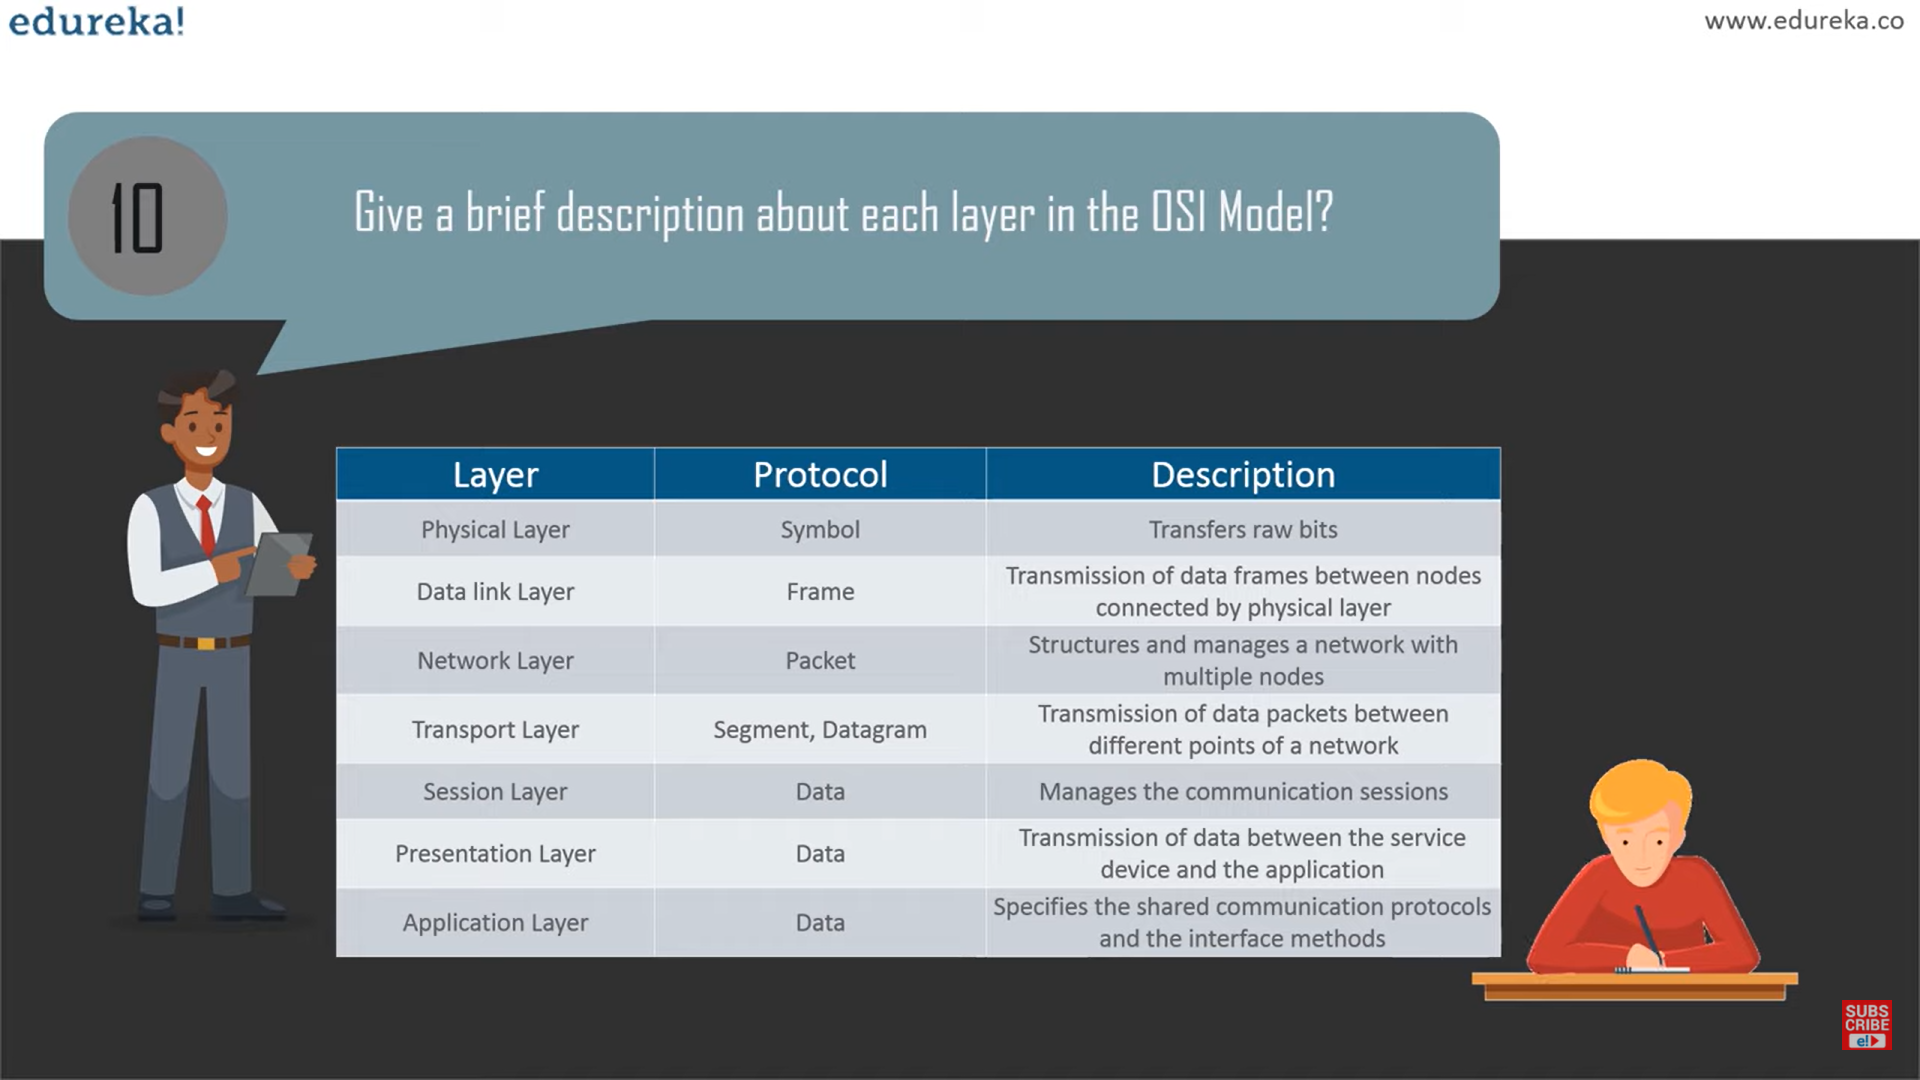 edureka!
www.edureka.co
10
Give a brief description about each layer in the OSI Model?
Layer Protocol Description
Physical Layer Symbol Transfers raw bits
Data link Layer Frame Transmission of data frames between nodes
connected by physical layer
Network Layer Packet Structures and manages a network with
multiple nodes
Transport Layer Segment, Datagram Transmission of data packets between
different points of a network
Session Layer Data Manages the communication sessions
Presentation Layer Data Transmission of data between the service
device and the application
Application Layer Data Specifies the shared communication protocols
and the interface methods
SUBS
CRIBE
e!